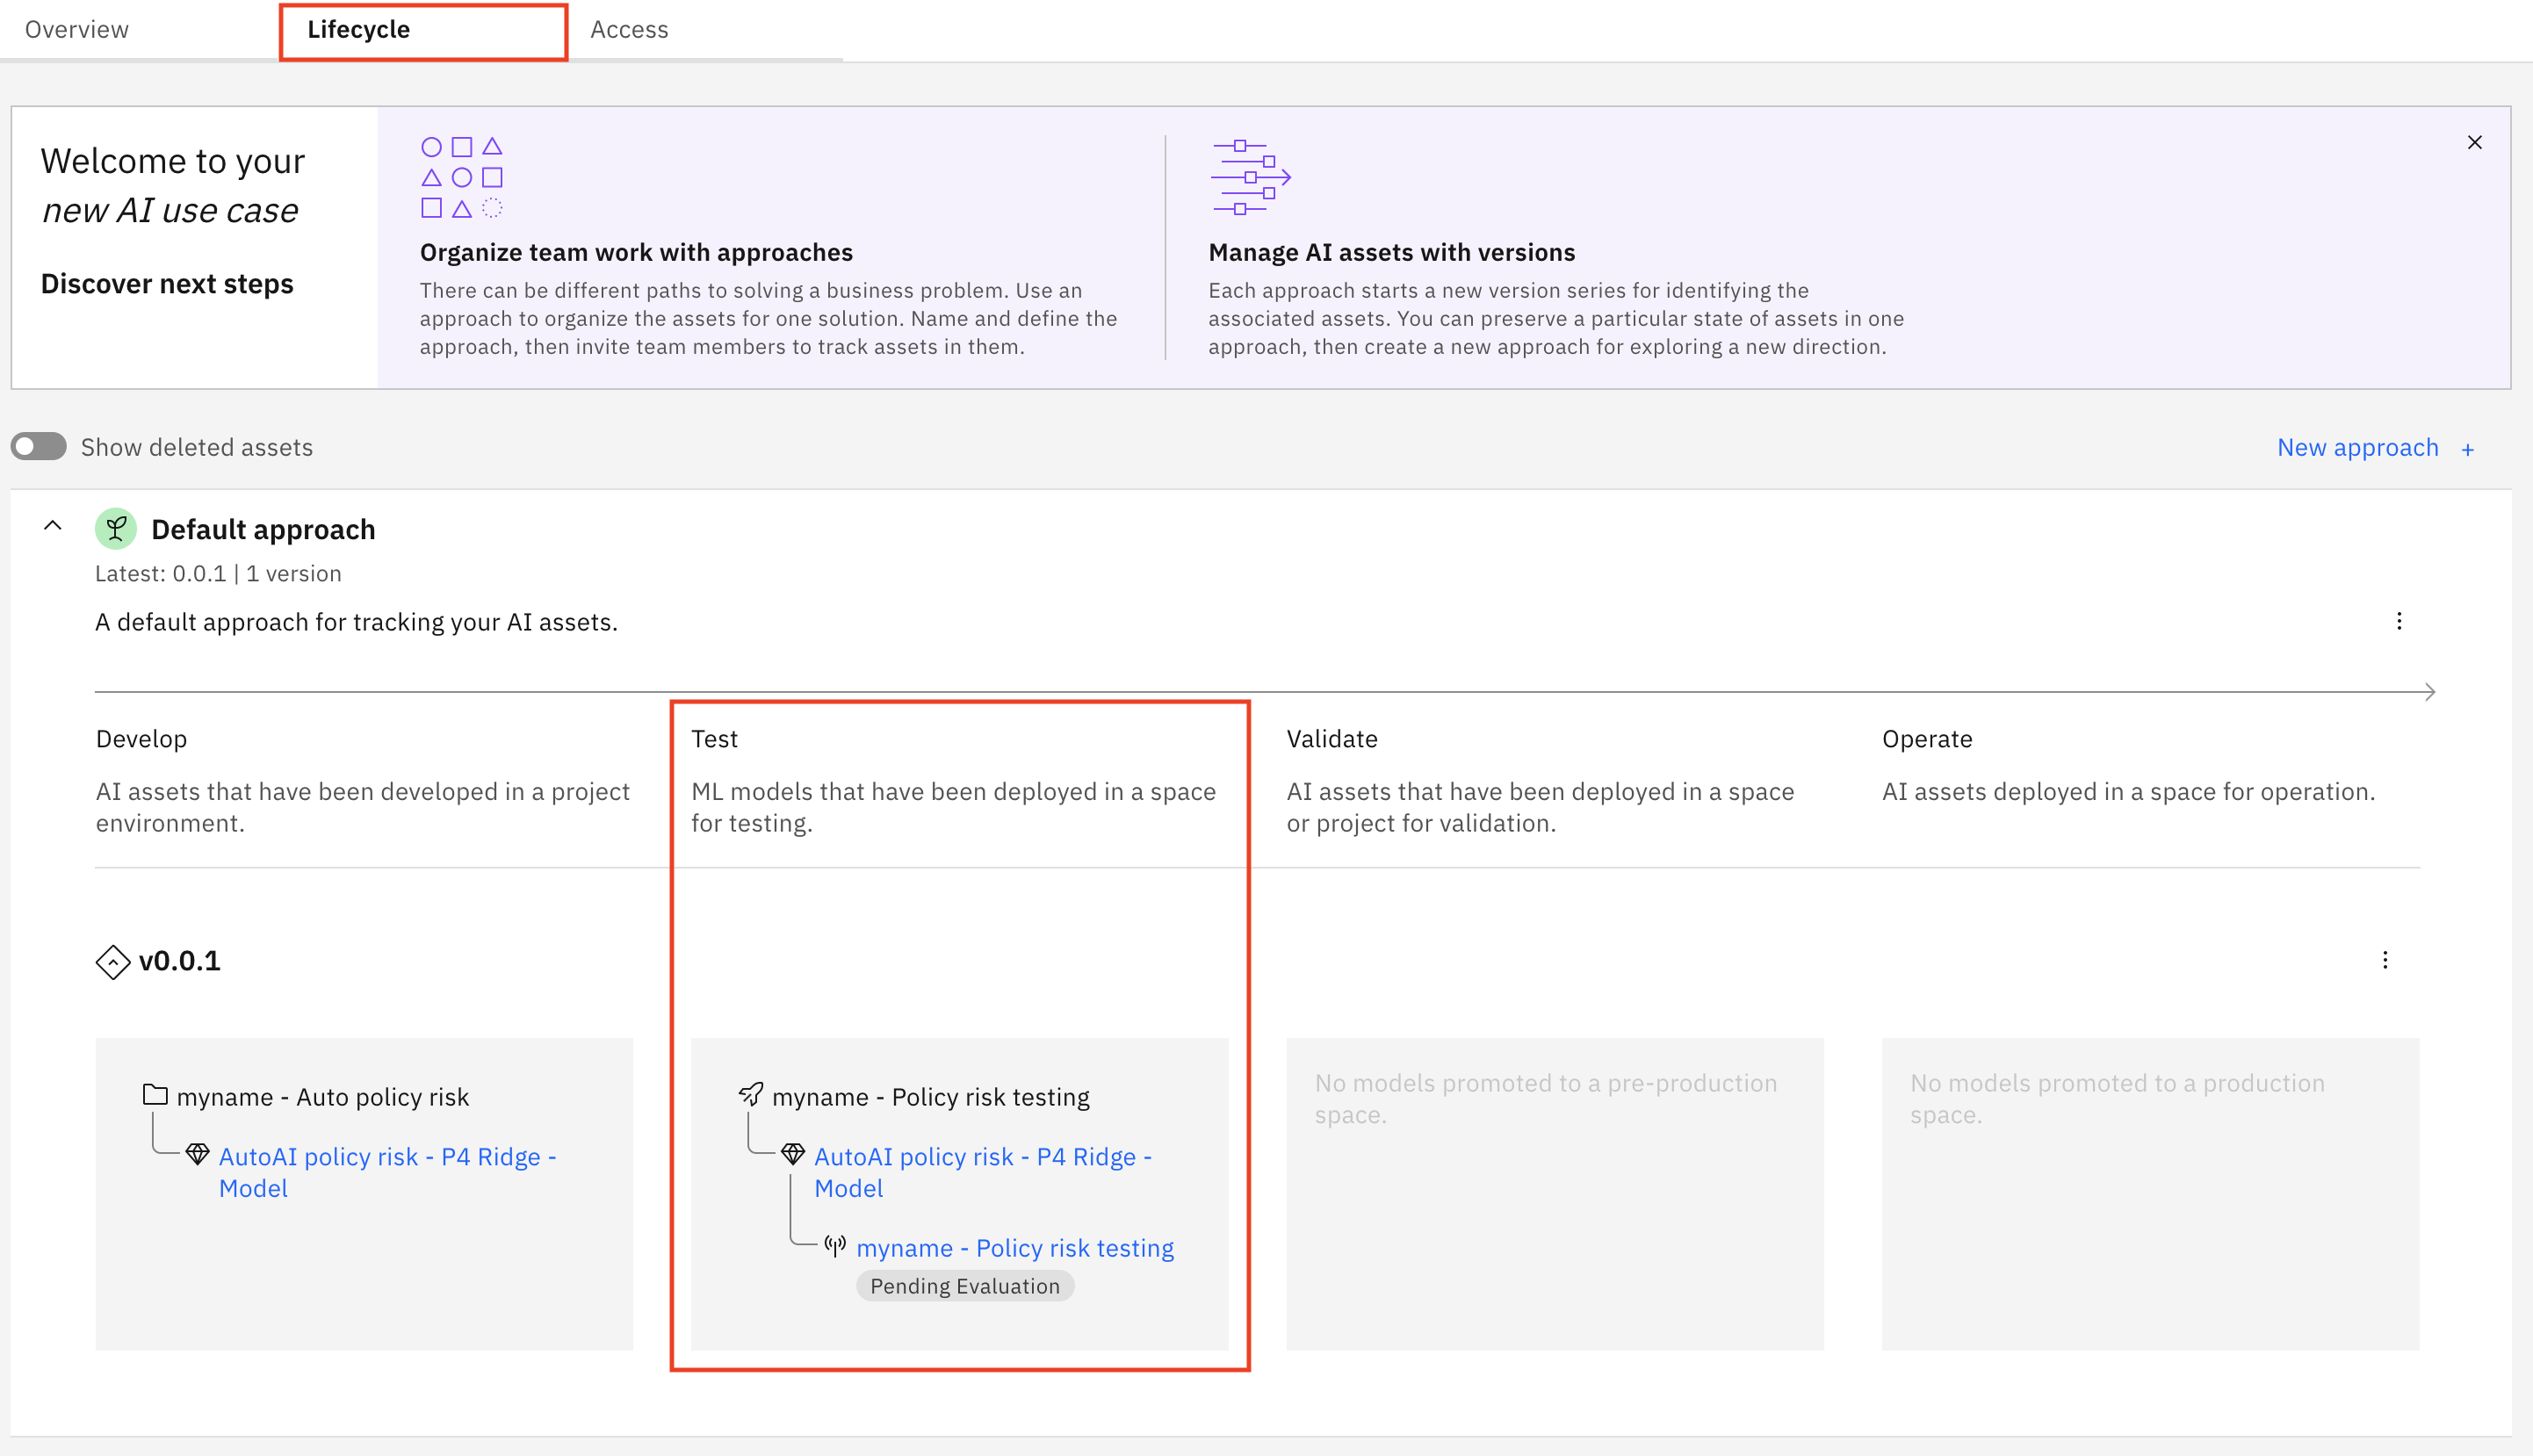 Overview
Lifecycle
Access
Welcome to your
new AI use case
Discover next steps
Organize team work with approaches
There can be different paths to solving a business problem. Use an
approach to organize the assets for one solution. Name and define the
approach, then invite team members to track assets in them.
Manage AI assets with versions
Each approach starts a new version series for identifying the
associated assets. You can preserve a particular state of assets in one
approach, then create a new approach for exploring a new direction.
Show deleted assets
New approach +
Default approach
Latest: 0.0.1 | 1 version
A default approach for tracking your AI assets.
Develop
AI assets that have been developed in a project
environment.
Test
ML models that have been deployed in a space
for testing.
Validate
AI assets that have been deployed in a space
or project for validation.
Operate
AI assets deployed in a space for operation.
v0.0.1
myname - Auto policy risk
AutoAI policy risk - P4 Ridge -
Model
myname - Policy risk testing
AutoAI policy risk - P4 Ridge -
Model
myname - Policy risk testing
Pending Evaluation
No models promoted to a pre-production
space.
No models promoted to a production
space.